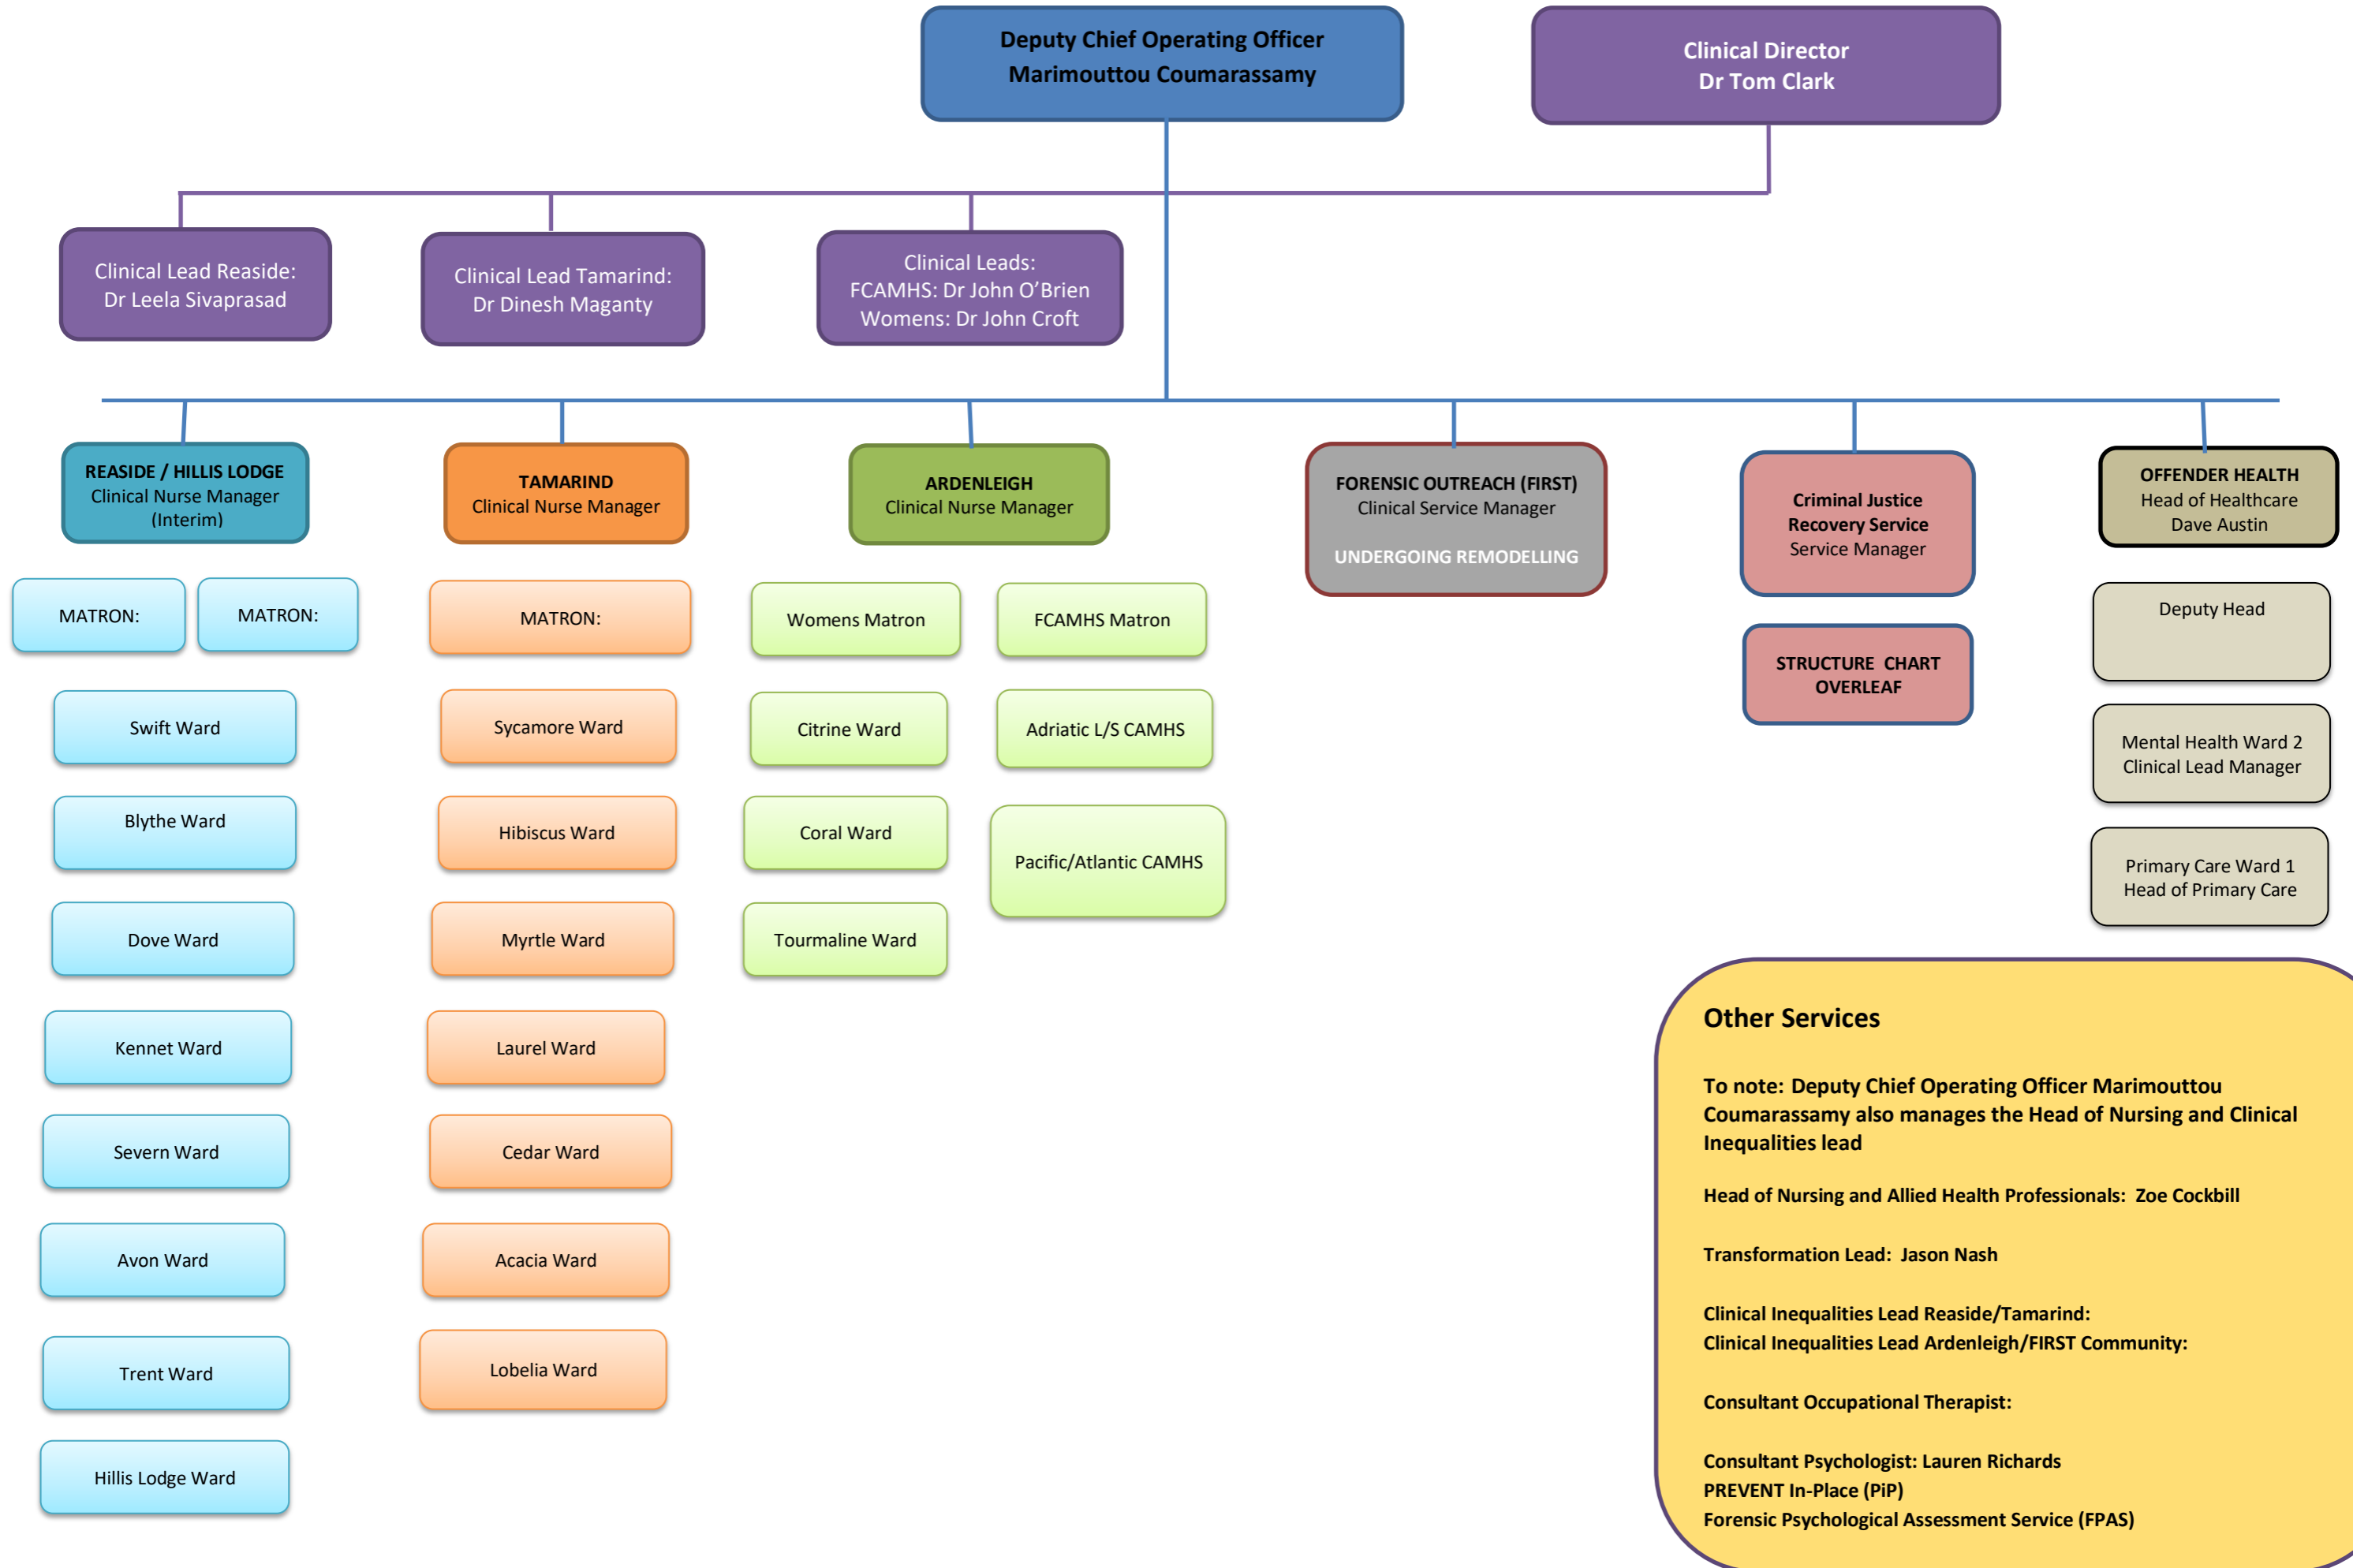 Deputy Chief Operating Officer
Marimouttou Coumarassamy
Clinical Director
Dr Tom Clark
Clinical Lead Reaside:
Dr Leela Sivaprasad
Clinical Lead Tamarind:
Dr Dinesh Maganty
Clinical Leads:
FCAMHS: Dr John O’Brien
Womens: Dr John Croft
REASIDE / HILLIS LODGE
Clinical Nurse Manager
(Interim)
MATRON:
MATRON:
Swift Ward
Blythe Ward
Dove Ward
Kennet Ward
Severn Ward
Avon Ward
Trent Ward
Hillis Lodge Ward
TAMARIND
Clinical Nurse Manager
MATRON:
Sycamore Ward
Hibiscus Ward
Myrtle Ward
Laurel Ward
Cedar Ward
Acacia Ward
Lobelia Ward
ARDENLEIGH
Clinical Nurse Manager
Womens Matron
Citrine Ward
Coral Ward
Tourmaline Ward
FCAMHS Matron
Adriatic L/S CAMHS
Pacific/Atlantic CAMHS
FORENSIC OUTREACH (FIRST)
Clinical Service Manager
UNDERGOING REMODELLING
Criminal Justice
Recovery Service
Service Manager
STRUCTURE CHART
OVERLEAF
OFFENDER HEALTH
Head of Healthcare
Dave Austin
Deputy Head
Mental Health Ward 2
Clinical Lead Manager
Primary Care Ward 1
Head of Primary Care
Other Services
To note: Deputy Chief Operating Officer Marimouttou
Coumarassamy also manages the Head of Nursing and Clinical
Inequalities lead
Head of Nursing and Allied Health Professionals: Zoe Cockbill
Transformation Lead: Jason Nash
Clinical Inequalities Lead Reaside/Tamarind:
Clinical Inequalities Lead Ardenleigh/FIRST Community:
Consultant Occupational Therapist:
Consultant Psychologist: Lauren Richards
PREVENT In-Place (PiP)
Forensic Psychological Assessment Service (FPAS)